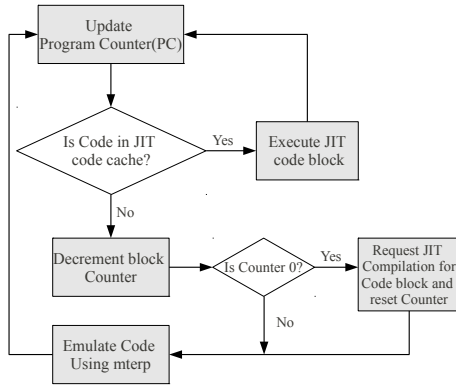 Update
Program Counter(PC)
Is Code in JIT
code cache?
Yes
Execute JIT
code block
No
Decrement block
Counter
Is Counter 0?
Yes
Request JIT
Compilation for
Code block and
reset Counter
No
Emulate Code
Using mterp